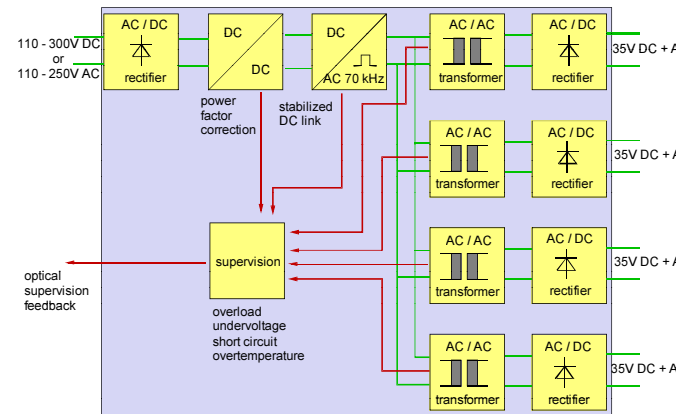 AC / DC
rectifier
110 - 300V DC
or
110 - 250V AC
DC
DC
power
factor
correction
DC
AC 70 kHz
stabilized
DC link
AC / AC
transformer
AC / DC
rectifier
35V DC + A
AC / AC
transformer
AC / DC
rectifier
35V DC + A
AC / AC
transformer
AC / DC
rectifier
35V DC + A
AC / AC
transformer
AC / DC
rectifier
35V DC + A
supervision
optical
supervision
feedback
overload
undervoltage
short circuit
overtemperature